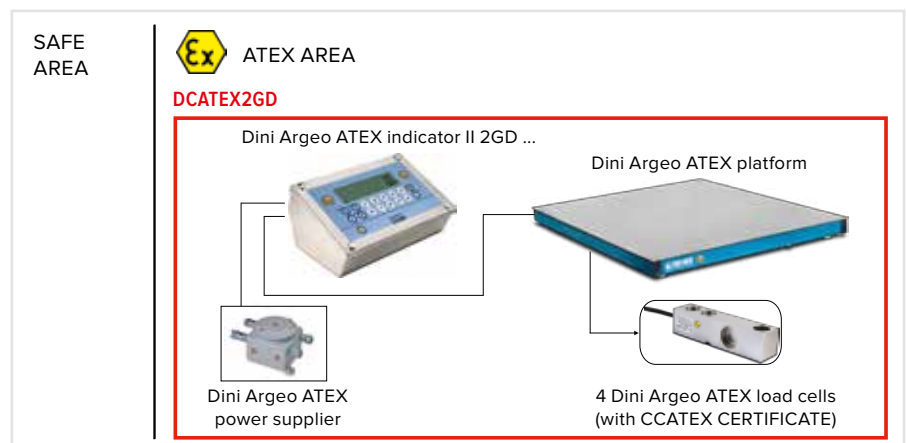 SAFE
AREA
Ex
ATEX AREA
DCATEX2GD
Dini Argeo ATEX indicator II 2GD ...
Dini Argeo ATEX platform
Dini Argeo ATEX
power supplier
4 Dini Argeo ATEX load cells
(with CCATEX CERTIFICATE)